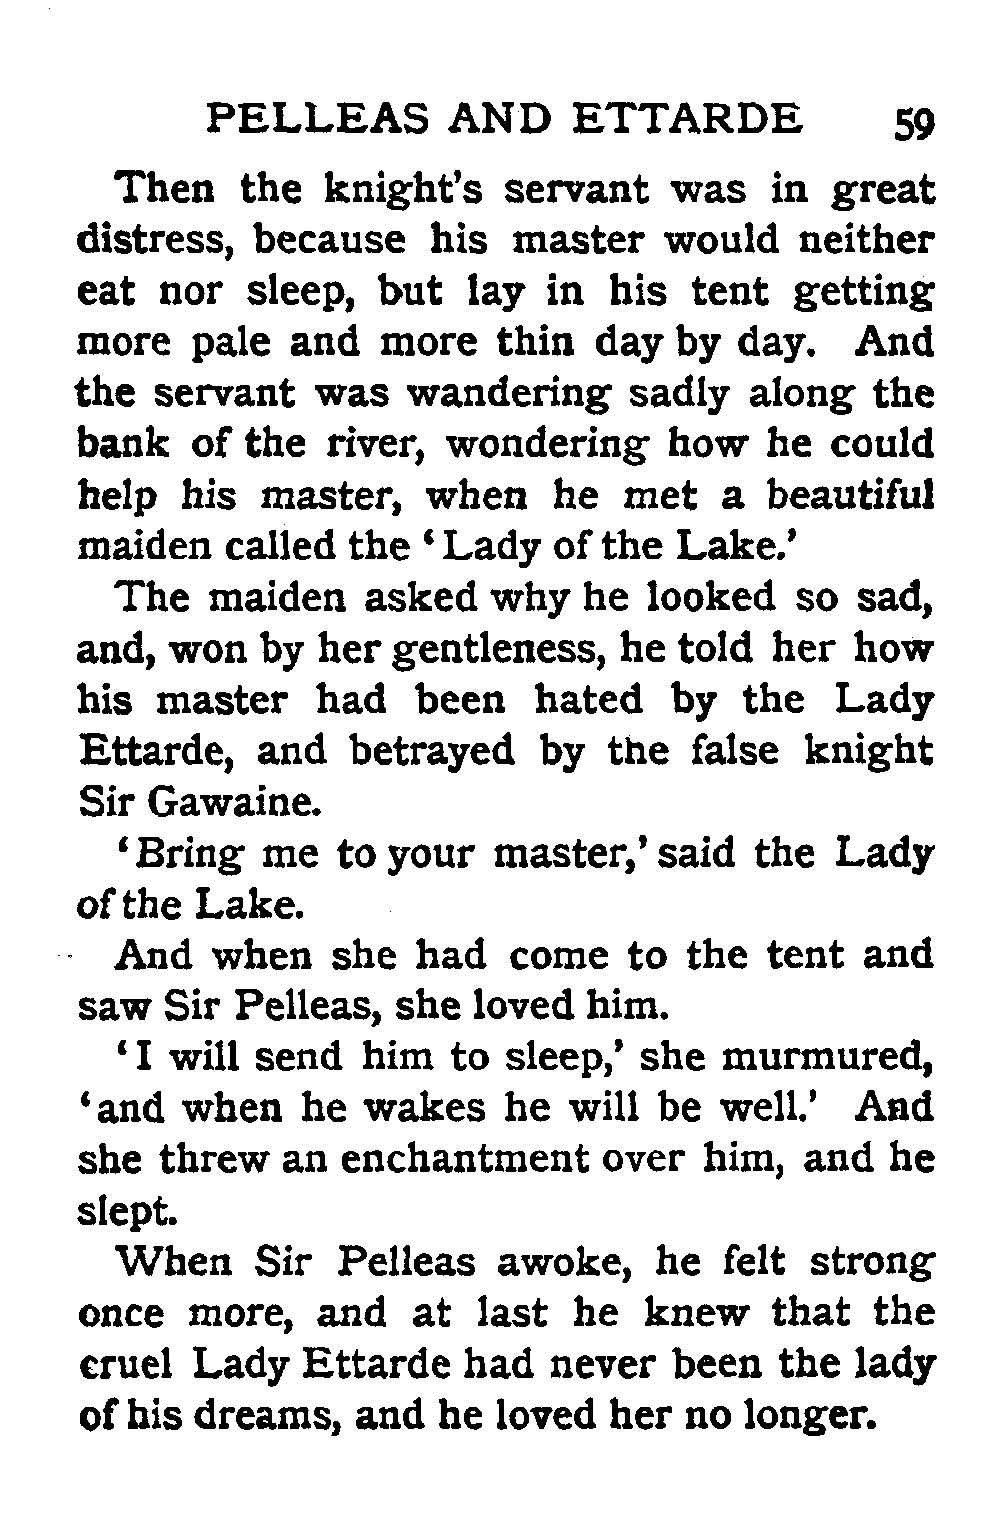 PELLEAS AND ETTARDE 59
Then the knight's servant was in great
distress, because his master would neither
eat nor sleep, but lay in his tent getting
more pale and more thin day by day. And
the servant was wandering sadly along the
bank of the river, wondering how he could
help his master, when he met a beautiful
maiden called the ‘Lady of the Lake.’
The maiden asked why he looked so sad,
and, won by her gentleness, he told her how
his master had been hated by the Lady
Ettarde, and betrayed by the false knight
Sir Gawaine.
‘Bring me to your master,’ said the Lady
of the Lake.
And when she had come to the tent and
saw Sir Pelleas, she loved him.
‘I will send him to sleep,’ she murmured,
‘and when he wakes he will be well.’ And
she threw an enchantment over him, and he
slept.
When Sir Pelleas awoke, he felt strong
once more, and at last he knew that the
cruel Lady Ettarde had never been the lady
of his dreams, and he loved her no longer.